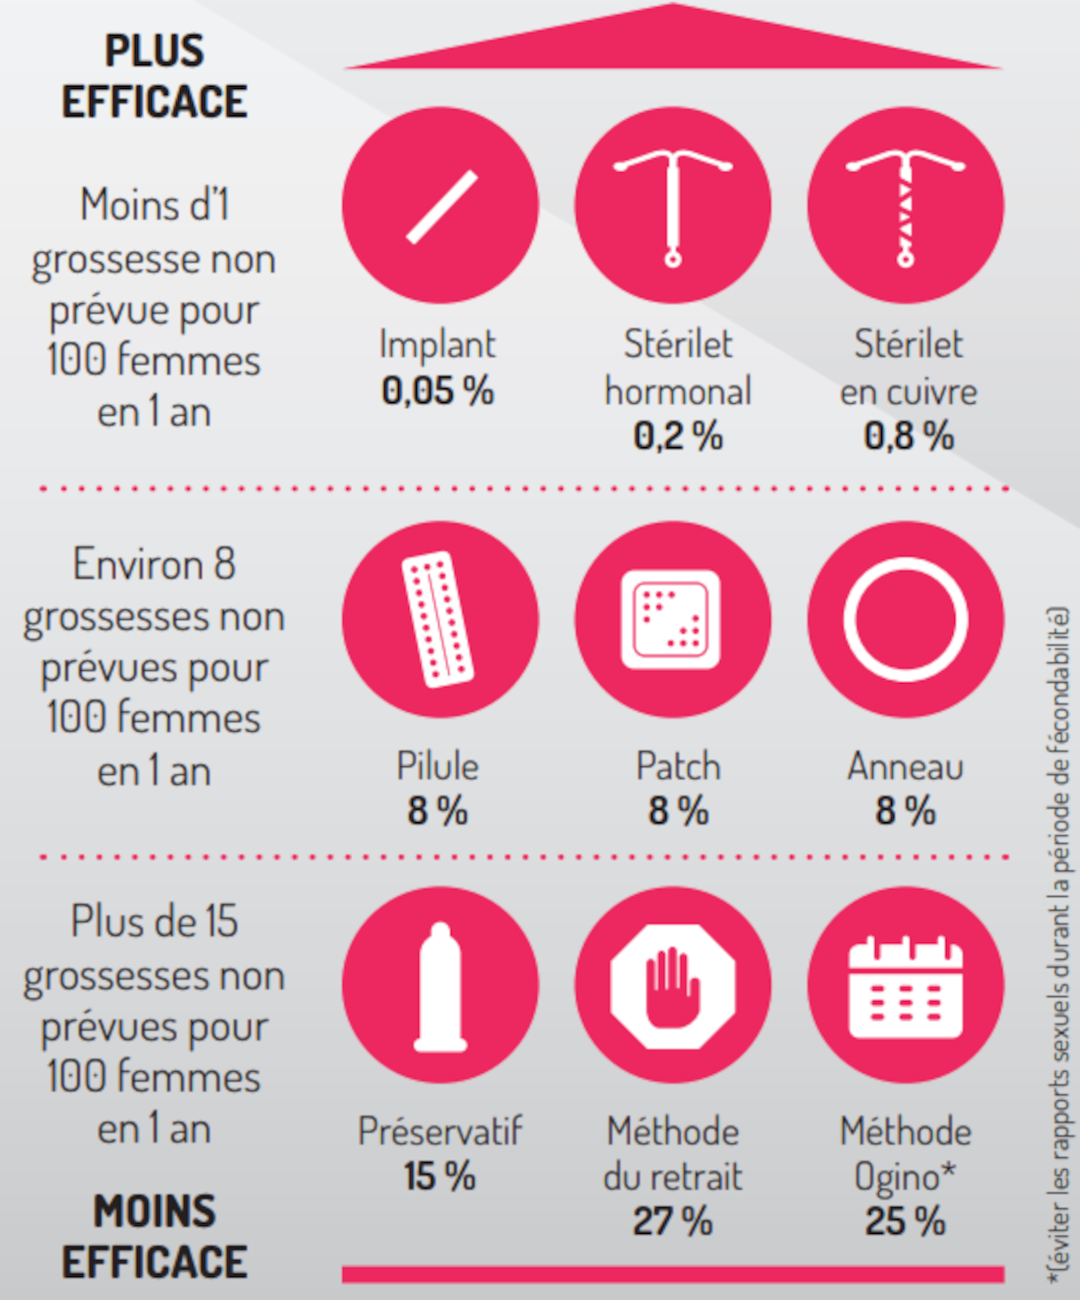 PLUS
EFFICACE
Moins d'1
grossesse non
prévue pour
100 femmes
en 1 an
Implant
0,05 %
Stérilet
hormonal
0,2 %
Stérilet
en cuivre
0,8 %
Environ 8
grossesses non
prévues pour
100 femmes
en 1 an
Pilule
8 %
Patch
8 %
Anneau
8 %
Plus de 15
grossesses non
prévues pour
100 femmes
en 1 an
MOINS
EFFICACE
Préservatif
15 %
Méthode
du retrait
27 %
Méthode
Ogino*
25 %
*(éviter les rapports sexuels durant la période de fécondabilité)